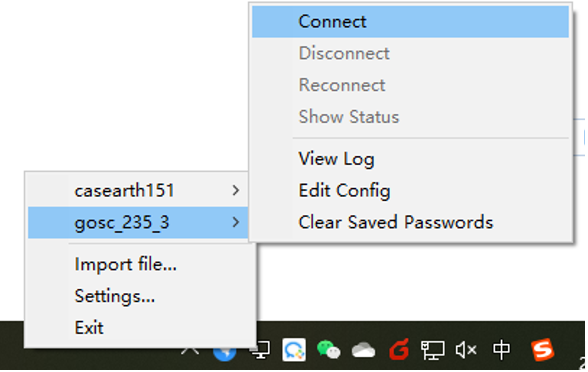 Connect
Disconnect
Reconnect
Show Status
View Log
Edit Config
Clear Saved Passwords
casearth151
gosc_235_3
Import file...
Settings...
Exit
中